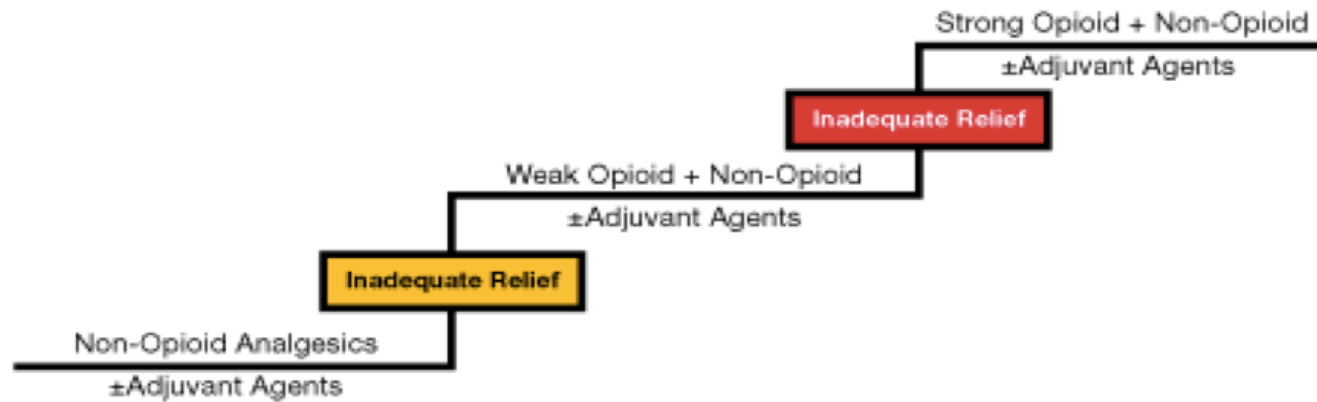 Strong Opioid + Non-Opioid
±Adjuvant Agents
Inadequate Relief
Weak Opioid + Non-Opioid
±Adjuvant Agents
Inadequate Relief
Non-Opioid Analgesics
±Adjuvant Agents